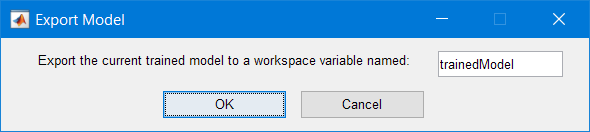 Export Model
Export the current trained model to a workspace variable named: trainedModel
OK Cancel